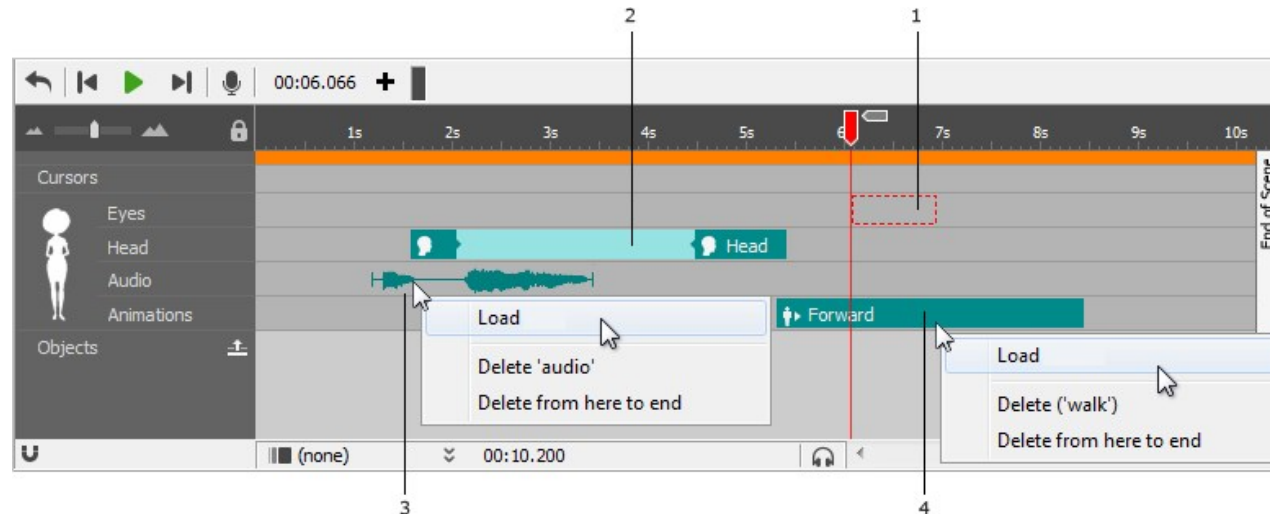 2 1
00:06.066
1s 2s 3s 4s 5s 7s 8s 9s 10s
Cursors
Eyes
Head
Head
Audio
Animations
Forward
Objects
End of Scene
Load
Delete 'audio'
Delete from here to end
Load
Delete ('walk')
Delete from here to end
(none) 00:10.200
3 4